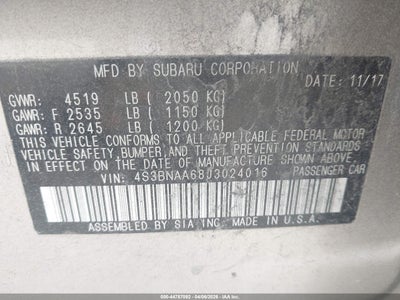 MFD BY SUBARU CORPORATION
DATE: 11/17
GVWR: 4519 LB ( 2050 KG)
GAWR: F 2535 LB ( 1150 KG)
GAWR: R 2645 LB ( 1200 KG)
THIS VEHICLE CONFORMS TO ALL APPLICABLE FEDERAL MOTOR
VEHICLE SAFETY, BUMPER, AND THEFT PREVENTION STANDARDS
IN EFFECT ON THE DATE OF MANUFACTURE SHOWN ABOVE.
VIN: 4S3BNAA68J3024016 PASSENGER CAR
ASSEMBLED BY SIA INC. MADE IN U.S.A.